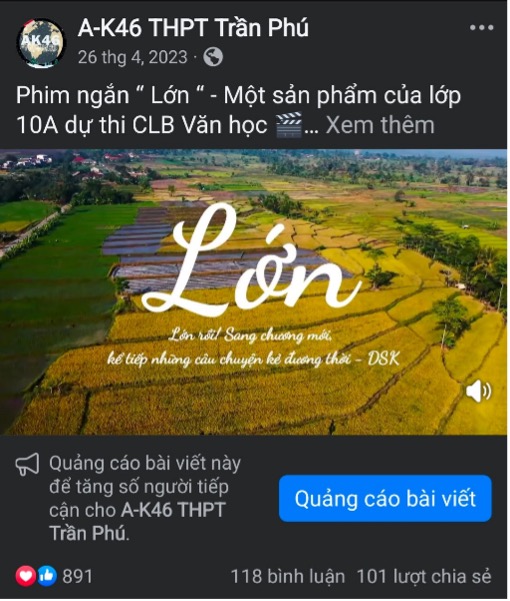 AK46
A-K46 THPT Trần Phú
26 thg 4, 2023 ·
Phim ngắn “ Lớn “ - Một sản phẩm của lớp
10A dự thi CLB Văn học 🎬... Xem thêm
Lớn
Lớn rồi! Sang chương mới,
kể tiếp những câu chuyện kẻ đương thời - DSK
Quảng cáo bài viết này
để tăng số người tiếp
cận cho A-K46 THPT
Trần Phú.
Quảng cáo bài viết
891
118 bình luận 101 lượt chia sẻ